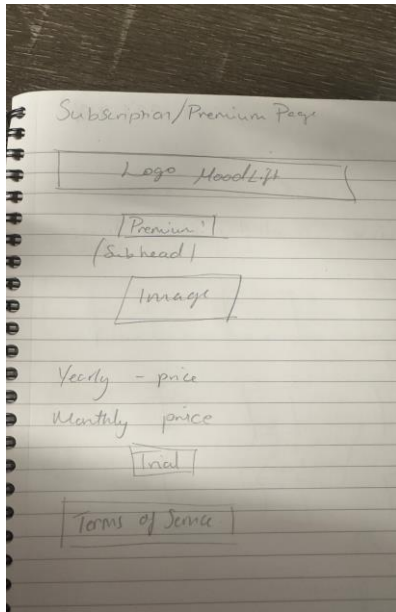 Subscription/Premium Page
Logo MoodLift
Premium
(Subhead)
Image
Yearly - price
Monthly price
Trial
Terms of Service